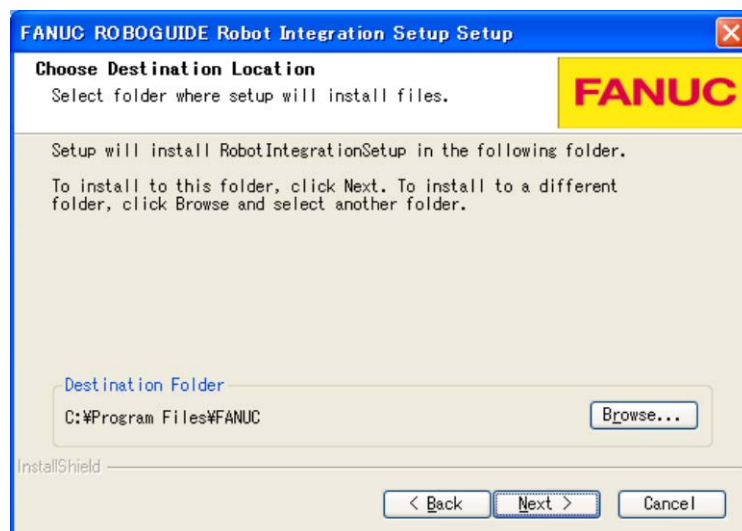 FANUC ROBOGUIDE Robot Integration Setup Setup
Choose Destination Location
Select folder where setup will install files.
FANUC
Setup will install RobotIntegrationSetup in the following folder.
To install to this folder, click Next. To install to a different
folder, click Browse and select another folder.
Destination Folder
C:¥Program Files¥FANUC
Browse...
InstallShield
< Back
Next >
Cancel